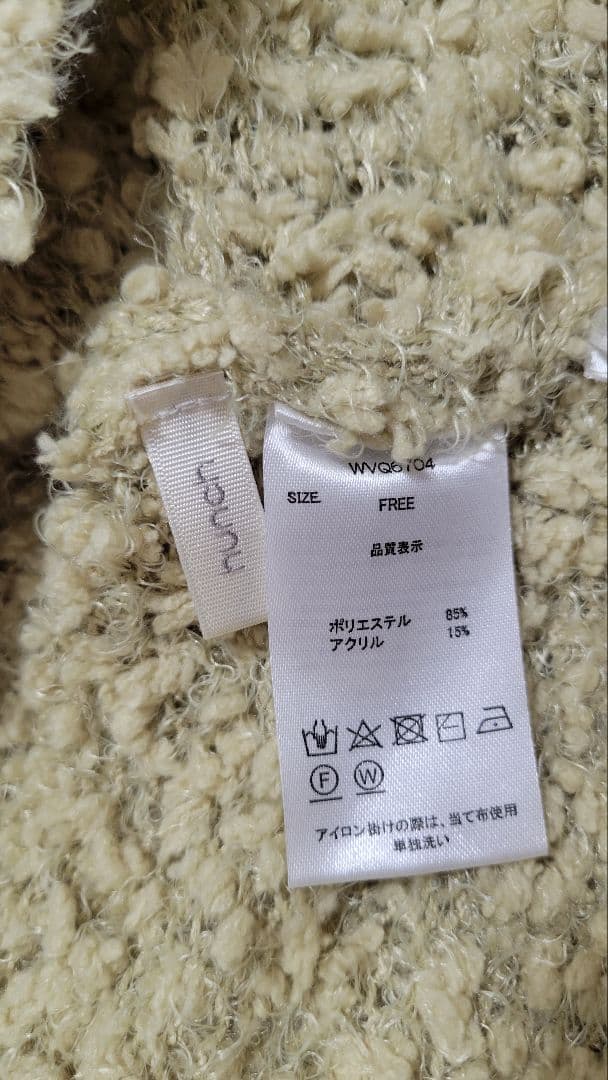 WVQ6704
SIZE FREE
品質表示
ポリエステル 85%
アクリル 15%
F W
アイロン掛けの際は、当て布使用
単独洗い